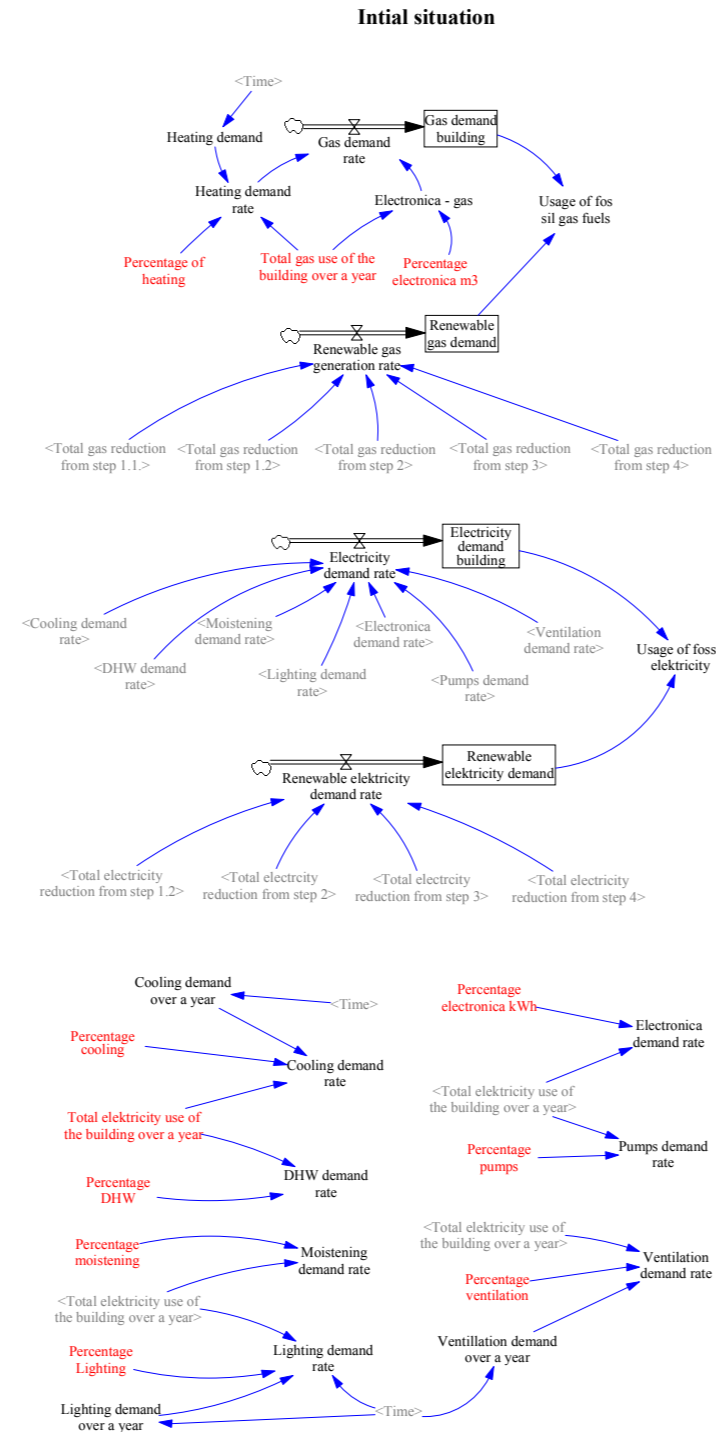 Intial situation
<Time>
Heating demand
Gas demand
rate
Gas demand
building
Heating demand
rate
Electronica - gas
Usage of fos
sil gas fuels
Percentage of
heating
Total gas use of the
building over a year
Percentage
electronica m3
Renewable gas
generation rate
Renewable
gas demand
<Total gas reduction
from step 1.1.>
<Total gas reduction
from step 1.2>
<Total gas reduction
from step 2>
<Total gas reduction
from step 3>
<Total gas reduction
from step 4>
Electricity
demand rate
Electricity
demand
building
<Cooling demand
rate>
<Moistening
demand rate>
<Electronica
demand rate>
<Ventilation
demand rate>
<DHW demand
rate>
<Lighting demand
rate>
<Pumps demand
rate>
Usage of foss
elektricity
Renewable elektricity
demand rate
Renewable
elektricity demand
<Total electricity
reduction from step 1.2>
<Total electrcity
reduction from step 2>
<Total electrcity
reduction from step 3>
<Total electrcity
reduction from step 4>
Cooling demand
over a year
<Time>
Percentage
cooling
Cooling demand
rate
Total elektricity use of
the building over a year
Percentage
DHW
DHW demand
rate
Percentage
electronica kWh
Electronica
demand rate
<Total elektricity use of
the building over a year>
Percentage
pumps
Pumps demand
rate
Percentage
moistening
Moistening
demand rate
<Total elektricity use of
the building over a year>
Percentage
Lighting
Lighting demand
rate
Lighting demand
over a year
<Time>
<Total elektricity use of
the building over a year>
Percentage
ventilation
Ventilation
demand rate
Ventillation demand
over a year